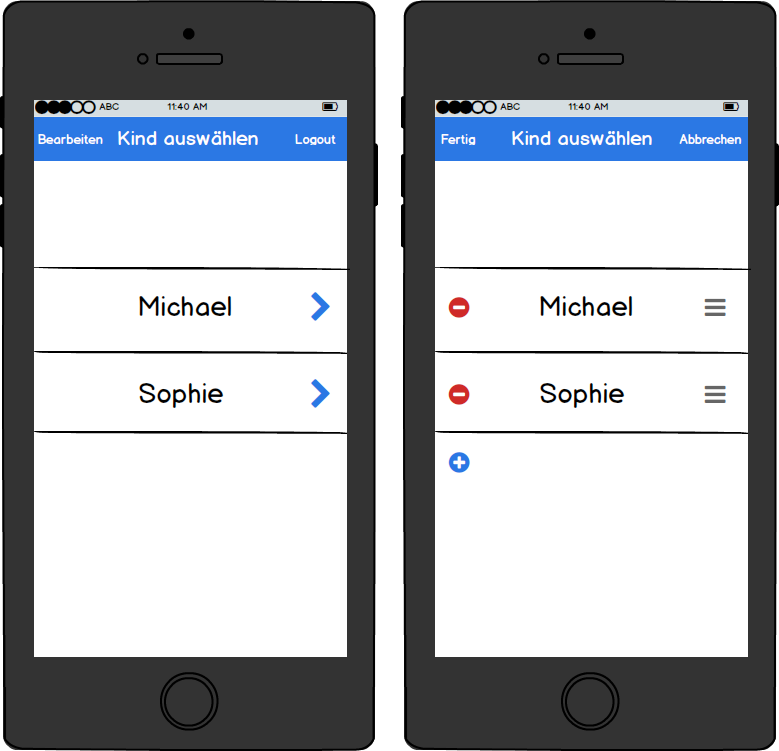 ABC 11:40 AM
Bearbeiten Kind auswählen Logout
Michael
Sophie
ABC 11:40 AM
Fertig Kind auswählen Abbrechen
Michael
Sophie